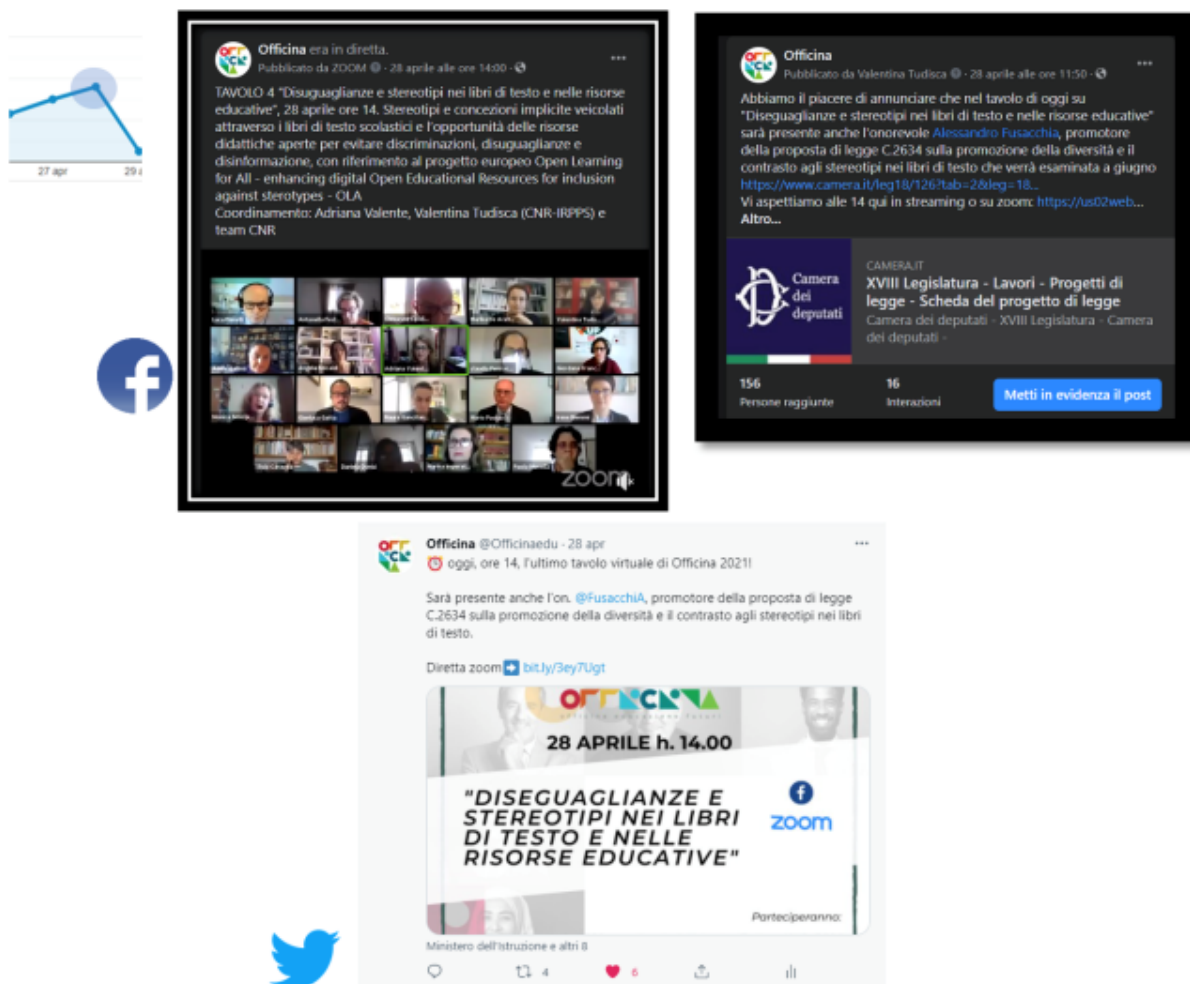 27 apr
29 a
Officina era in diretta.
Pubblicato da ZOOM · 28 aprile alle ore 14:00 ·
TAVOLO 4 "Disuguaglianze e stereotipi nei libri di testo e nelle risorse
educative", 28 aprile ore 14. Stereotipi e concezioni implicite veicolati
attraverso i libri di testo scolastici e l'opportunità delle risorse
didattiche aperte per evitare discriminazioni, disuguaglianze e
disinformazione, con riferimento al progetto europeo Open Learning
for All - enhancing digital Open Educational Resources for inclusion
against sterotypes - OLA
Coordinamento: Adriana Valente, Valentina Tudisca (CNR-IRPPS) e
team CNR
zoom
Officina
Pubblicato da Valentina Tudisca · 28 aprile alle ore 11:50 ·
Abbiamo il piacere di annunciare che nel tavolo di oggi su
"Diseguaglianze e stereotipi nei libri di testo e nelle risorse educative"
sarà presente anche l'onorevole Alessandro Fusacchia, promotore
della proposta di legge C.2634 sulla promozione della diversità e il
contrasto agli stereotipi nei libri di testo che verrà esaminata a giugno
https://www.camera.it/leg18/126?tab=2&leg=18...
Vi aspettiamo alle 14 qui in streaming o su zoom: https://us02web...
Altro...
Camera
dei
deputati
CAMERA.IT
XVIII Legislatura - Lavori - Progetti di
legge - Scheda del progetto di legge
Camera dei deputati - XVIII Legislatura - Camera
dei deputati -
156
Persone raggiunte
16
Interazioni
Metti in evidenza il post
Officina @Officinaedu · 28 apr
oggi, ore 14, l'ultimo tavolo virtuale di Officina 2021!
Sarà presente anche l'on. @FusacchiA, promotore della proposta di legge
C.2634 sulla promozione della diversità e il contrasto agli stereotipi nei libri
di testo.
Diretta zoom bit.ly/3ey7Ugt
OFFICINA
officina educazione futuri
28 APRILE h. 14.00
"DISEGUAGLIANZE E
STEREOTIPI NEI LIBRI
DI TESTO E NELLE
RISORSE EDUCATIVE"
zoom
Parteciperanno:
Ministero dell'Istruzione e altri 8
4
6